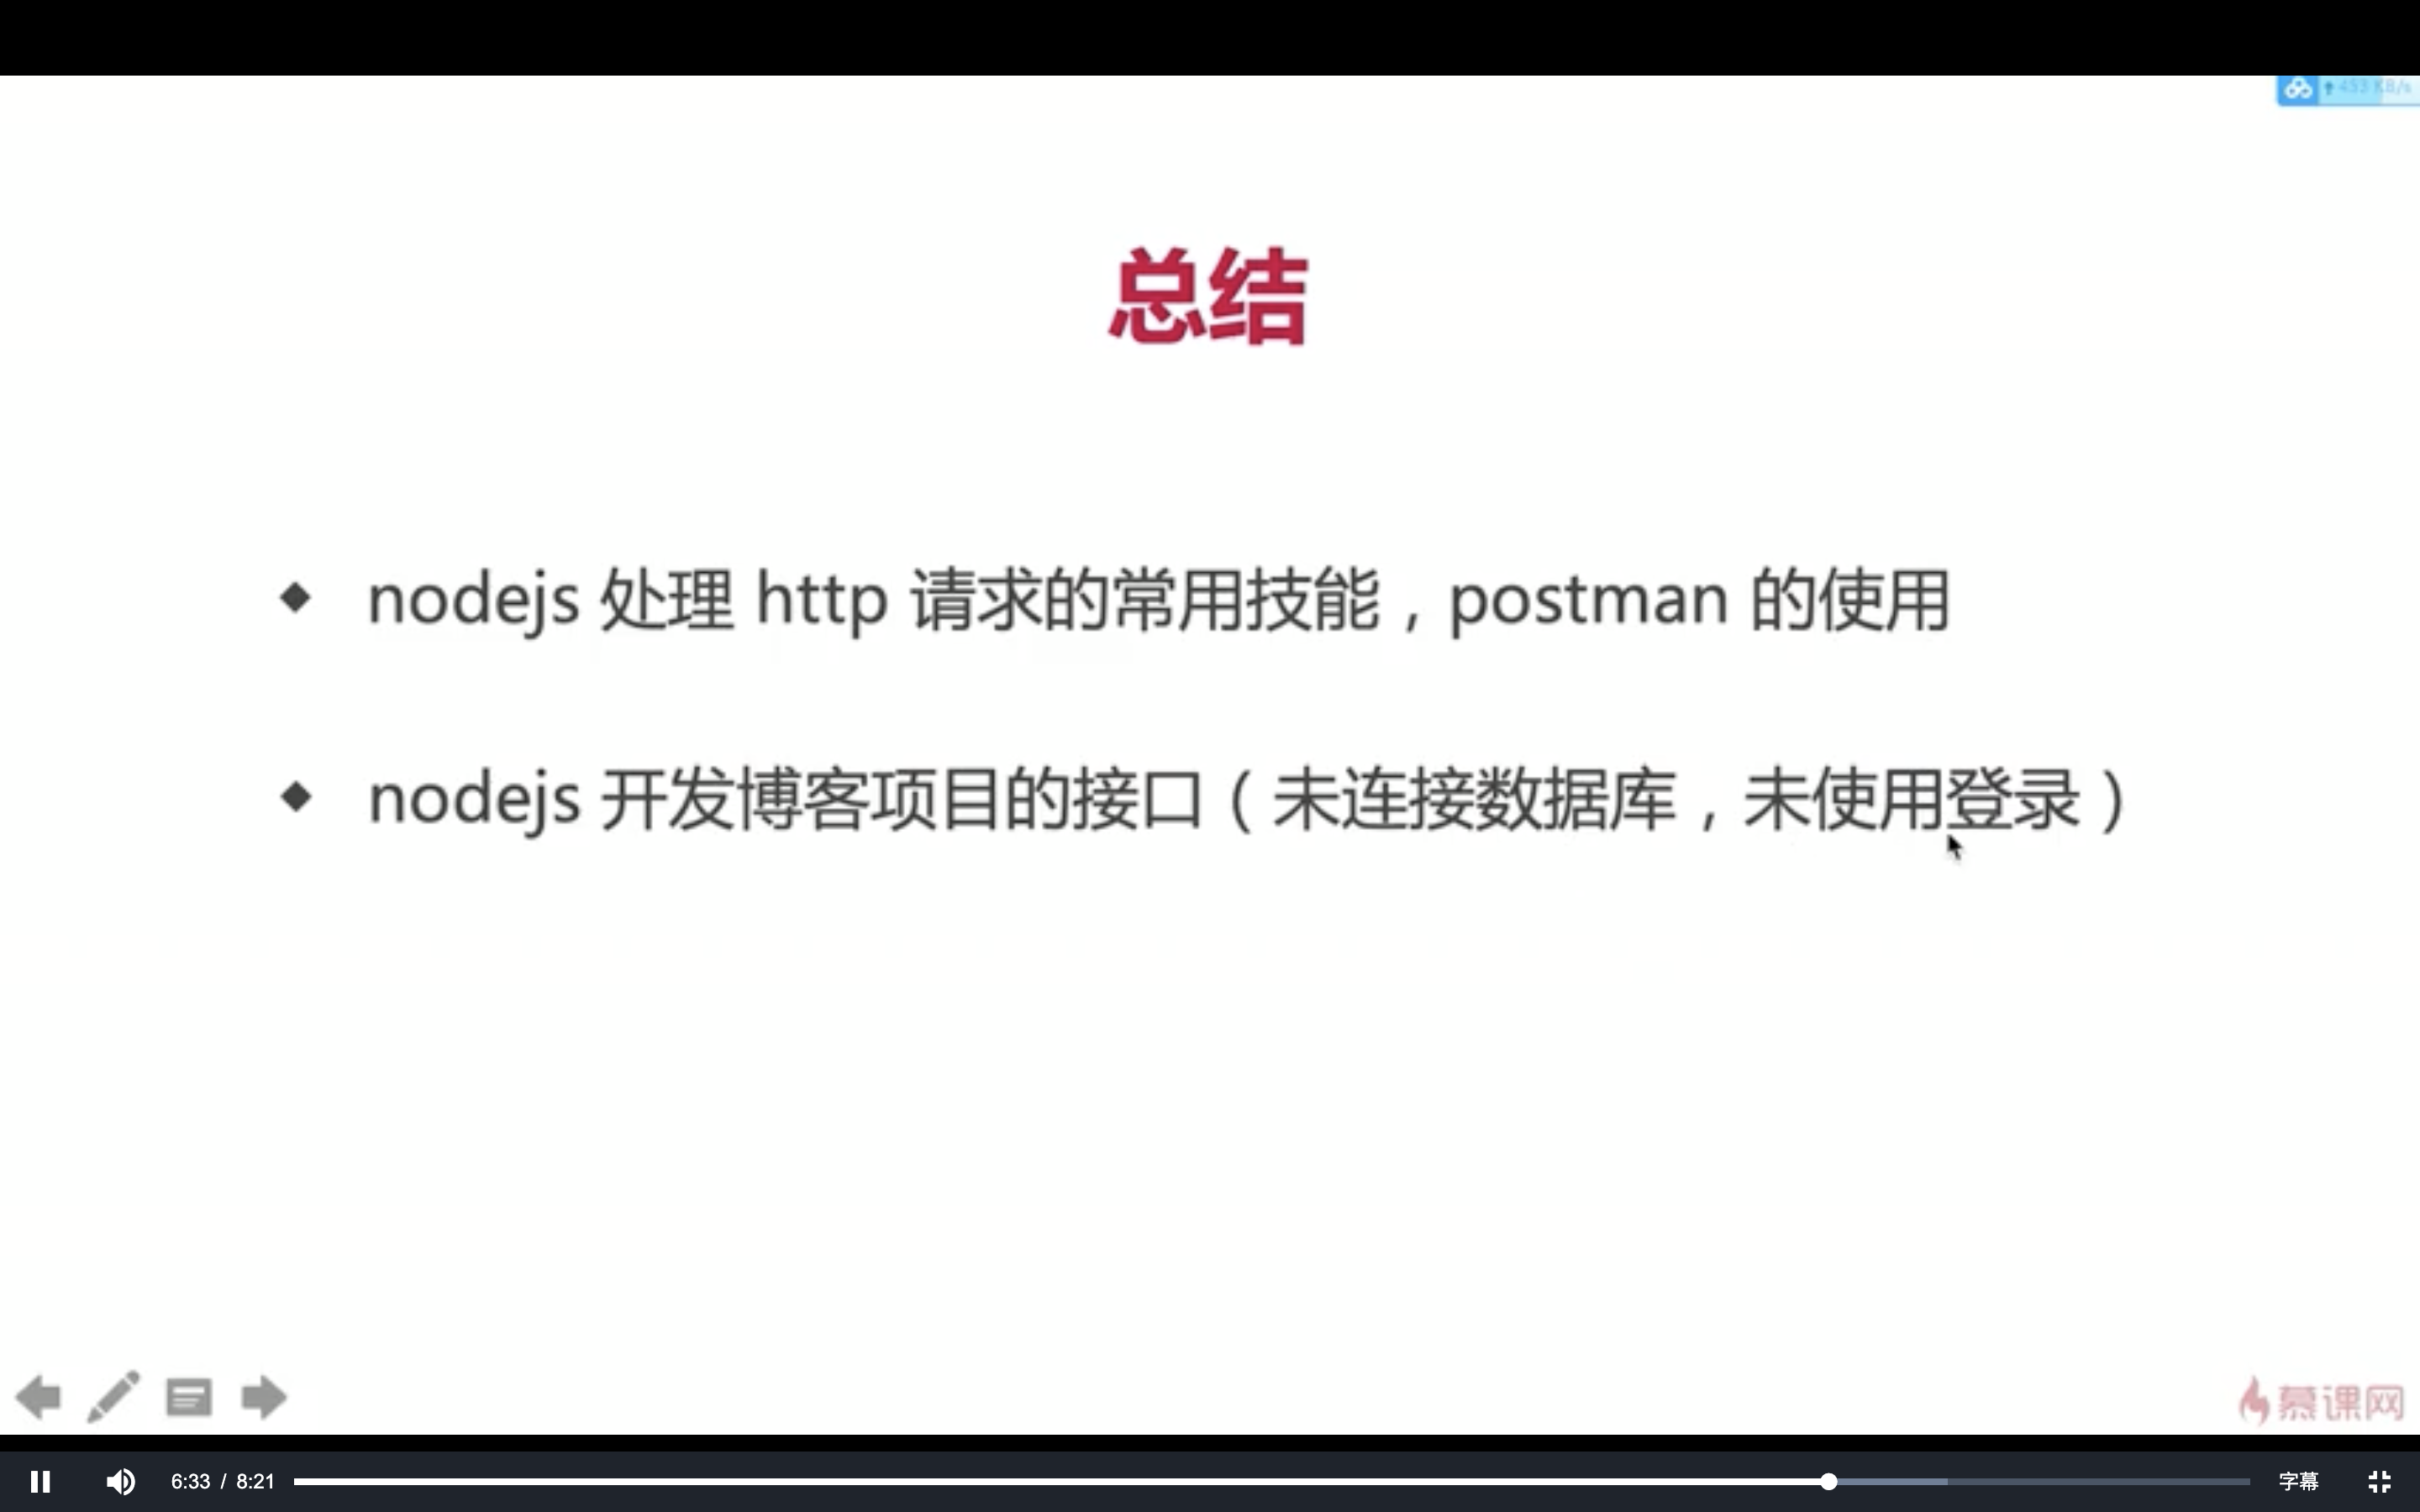 453 KB/s
总结
◆ nodejs 处理 http 请求的常用技能，postman 的使用
◆ nodejs 开发博客项目的接口（未连接数据库，未使用登录）
慕课网
6:33 / 8:21
字幕